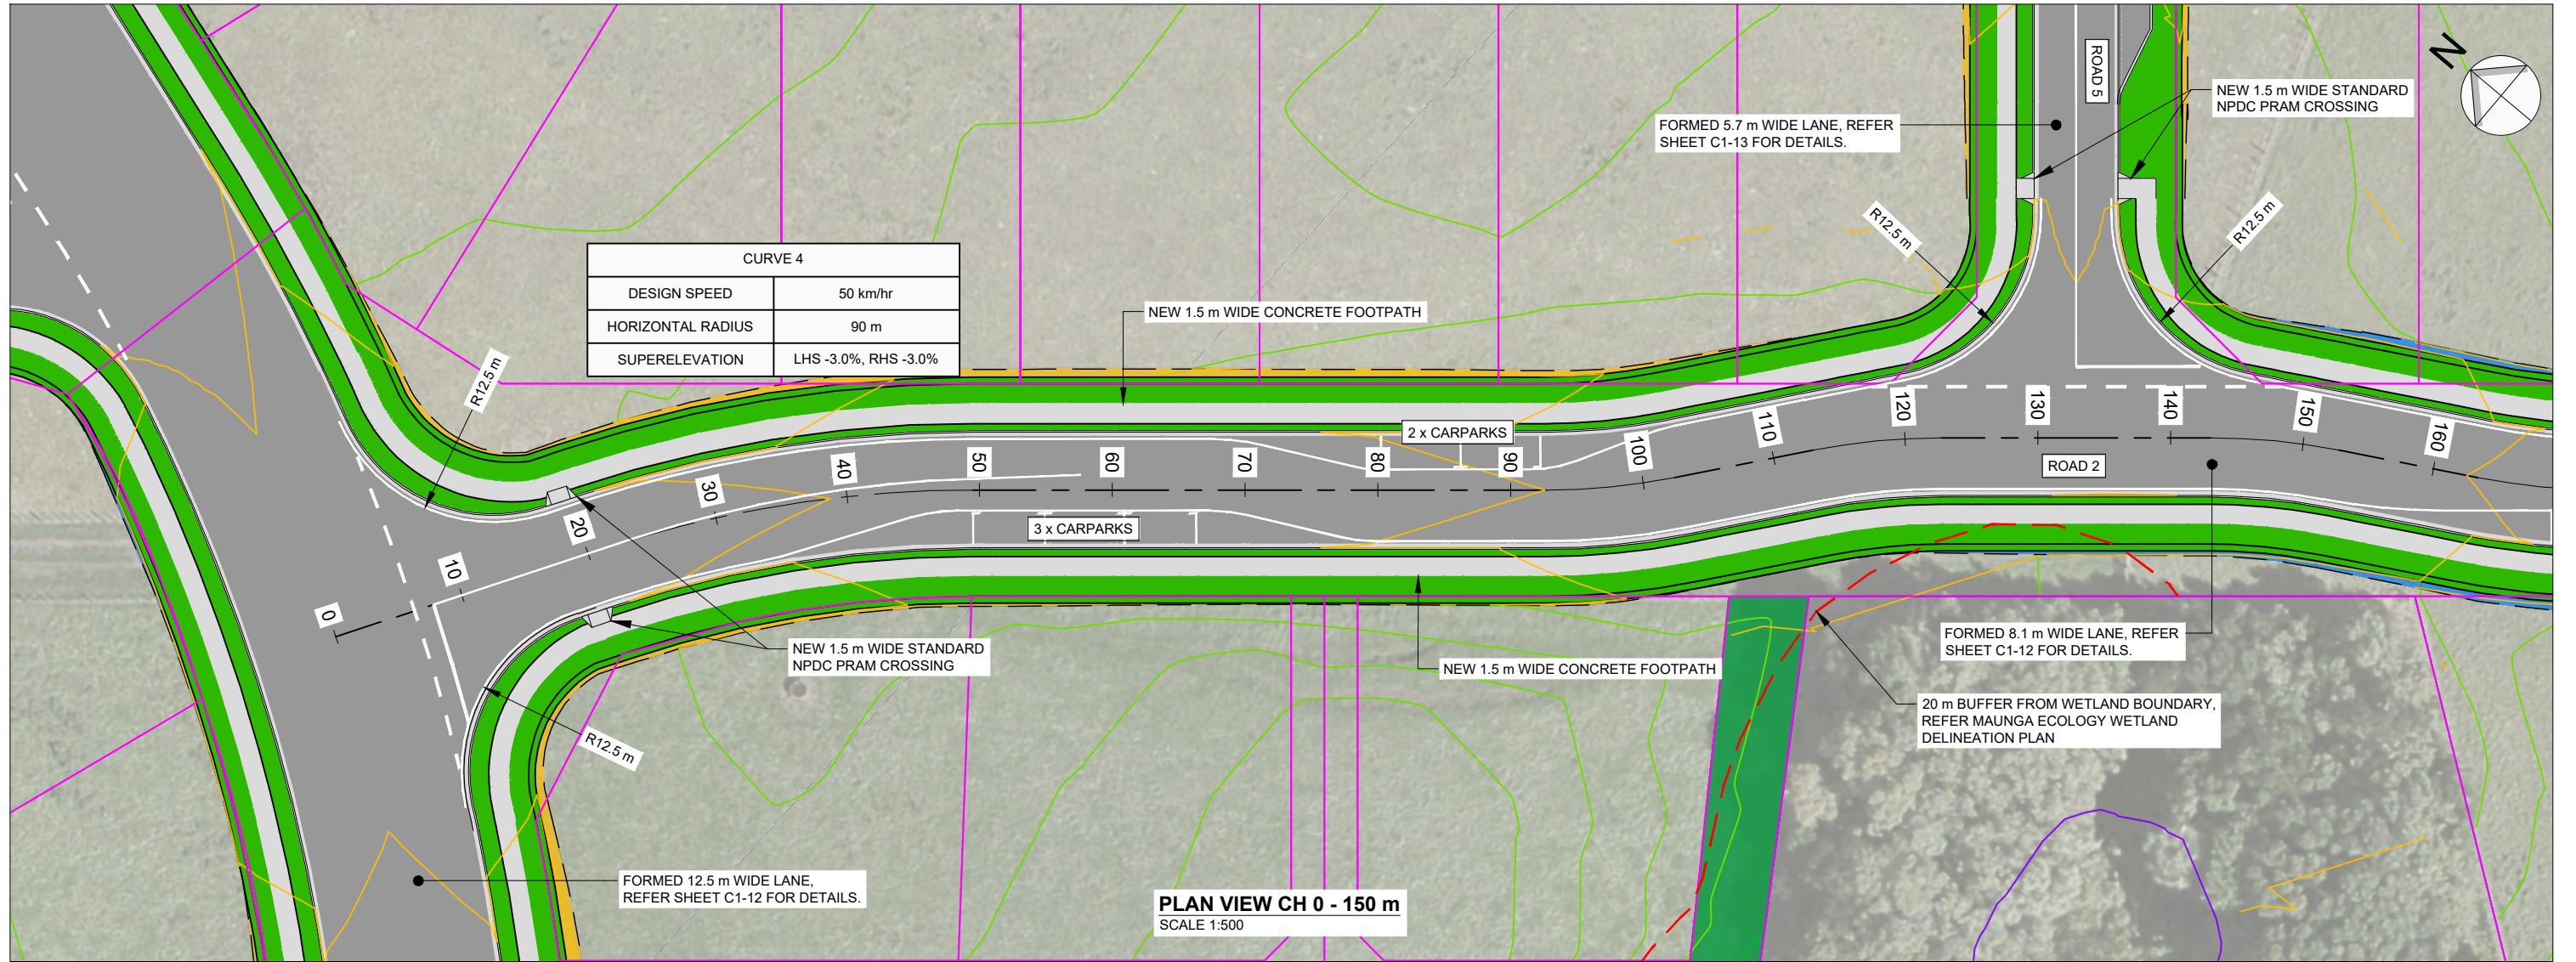 N
ROAD 5
NEW 1.5 m WIDE STANDARD
NPDC PRAM CROSSING
FORMED 5.7 m WIDE LANE, REFER
SHEET C1-13 FOR DETAILS.
R12.5 m
R12.5 m
CURVE 4
DESIGN SPEED 50 km/hr
HORIZONTAL RADIUS 90 m
SUPERELEVATION LHS -3.0%, RHS -3.0%
NEW 1.5 m WIDE CONCRETE FOOTPATH
R12.5 m
2 x CARPARKS
0
10
20
30
40
50
60
70
80
90
100
110
120
130
140
150
160
ROAD 2
3 x CARPARKS
NEW 1.5 m WIDE STANDARD
NPDC PRAM CROSSING
NEW 1.5 m WIDE CONCRETE FOOTPATH
FORMED 8.1 m WIDE LANE, REFER
SHEET C1-12 FOR DETAILS.
20 m BUFFER FROM WETLAND BOUNDARY,
REFER MAUNGA ECOLOGY WETLAND
DELINEATION PLAN
R12.5 m
FORMED 12.5 m WIDE LANE,
REFER SHEET C1-12 FOR DETAILS.
PLAN VIEW CH 0 - 150 m
SCALE 1:500